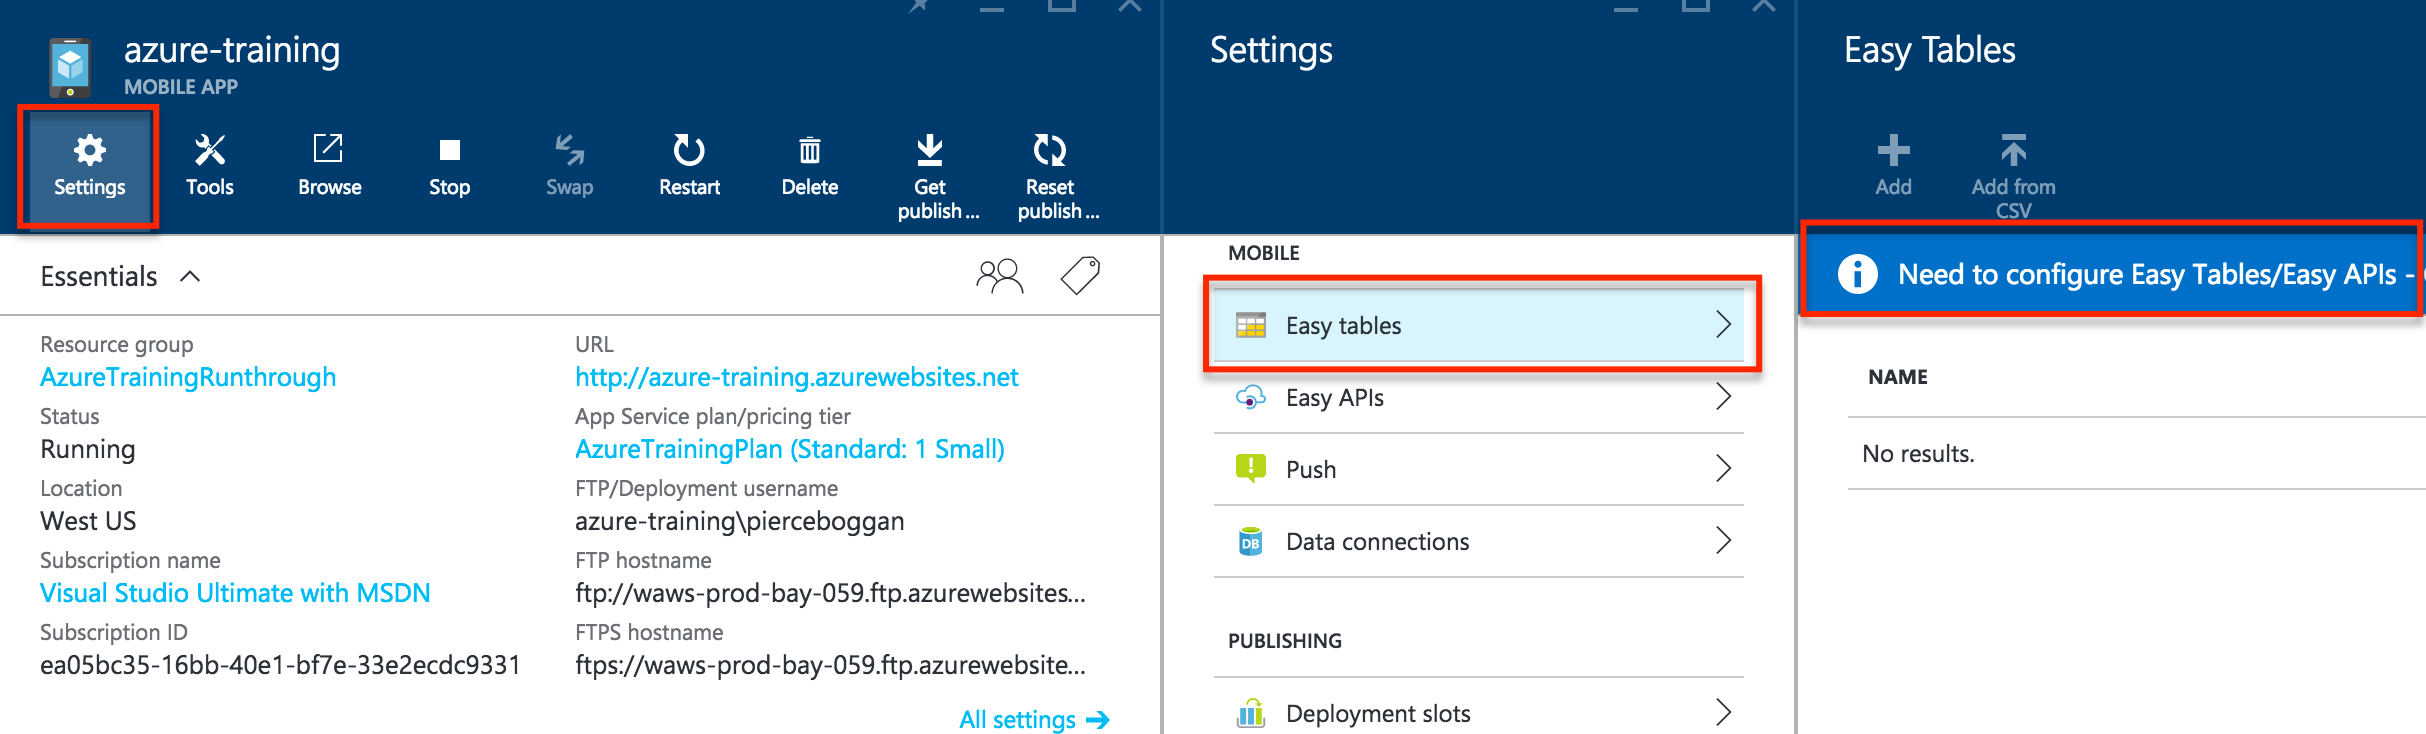 azure-training
MOBILE APP
Settings
Tools
Browse
Stop
Swap
Restart
Delete
Get
publish ...
Reset
publish ...
Essentials
Resource group
AzureTrainingRunthrough
Status
Running
Location
West US
Subscription name
Visual Studio Ultimate with MSDN
Subscription ID
ea05bc35-16bb-40e1-bf7e-33e2ecdc9331
URL
http://azure-training.azurewebsites.net
App Service plan/pricing tier
AzureTrainingPlan (Standard: 1 Small)
FTP/Deployment username
azure-training\pierceboggan
FTP hostname
ftp://waws-prod-bay-059.ftp.azurewebsites...
FTPS hostname
ftps://waws-prod-bay-059.ftp.azurewebsite...
All settings
Settings
MOBILE
Easy tables
Easy APIs
Push
DB
Data connections
PUBLISHING
Deployment slots
Easy Tables
Add
Add from
CSV
Need to configure Easy Tables/Easy APIs -
NAME
No results.